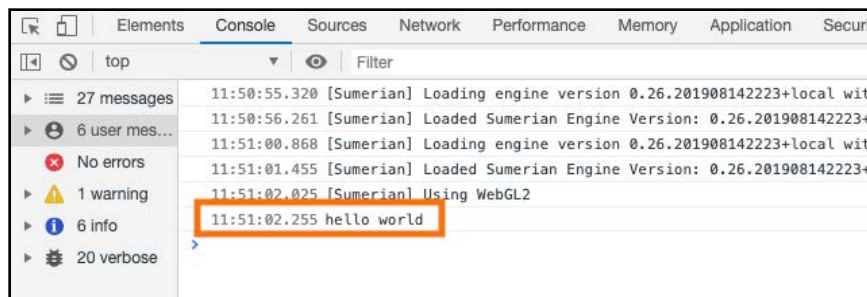 Elements Console Sources Network Performance Memory Application Securi
top Filter
27 messages
6 user mes...
No errors
1 warning
6 info
20 verbose
11:50:55.320 [Sumerian] Loading engine version 0.26.201908142223+local wit
11:50:56.261 [Sumerian] Loaded Sumerian Engine Version: 0.26.201908142223+
11:51:00.868 [Sumerian] Loading engine version 0.26.201908142223+local wit
11:51:01.455 [Sumerian] Loaded Sumerian Engine Version: 0.26.201908142223+
11:51:02.025 [Sumerian] Using WebGL2
11:51:02.255 hello world